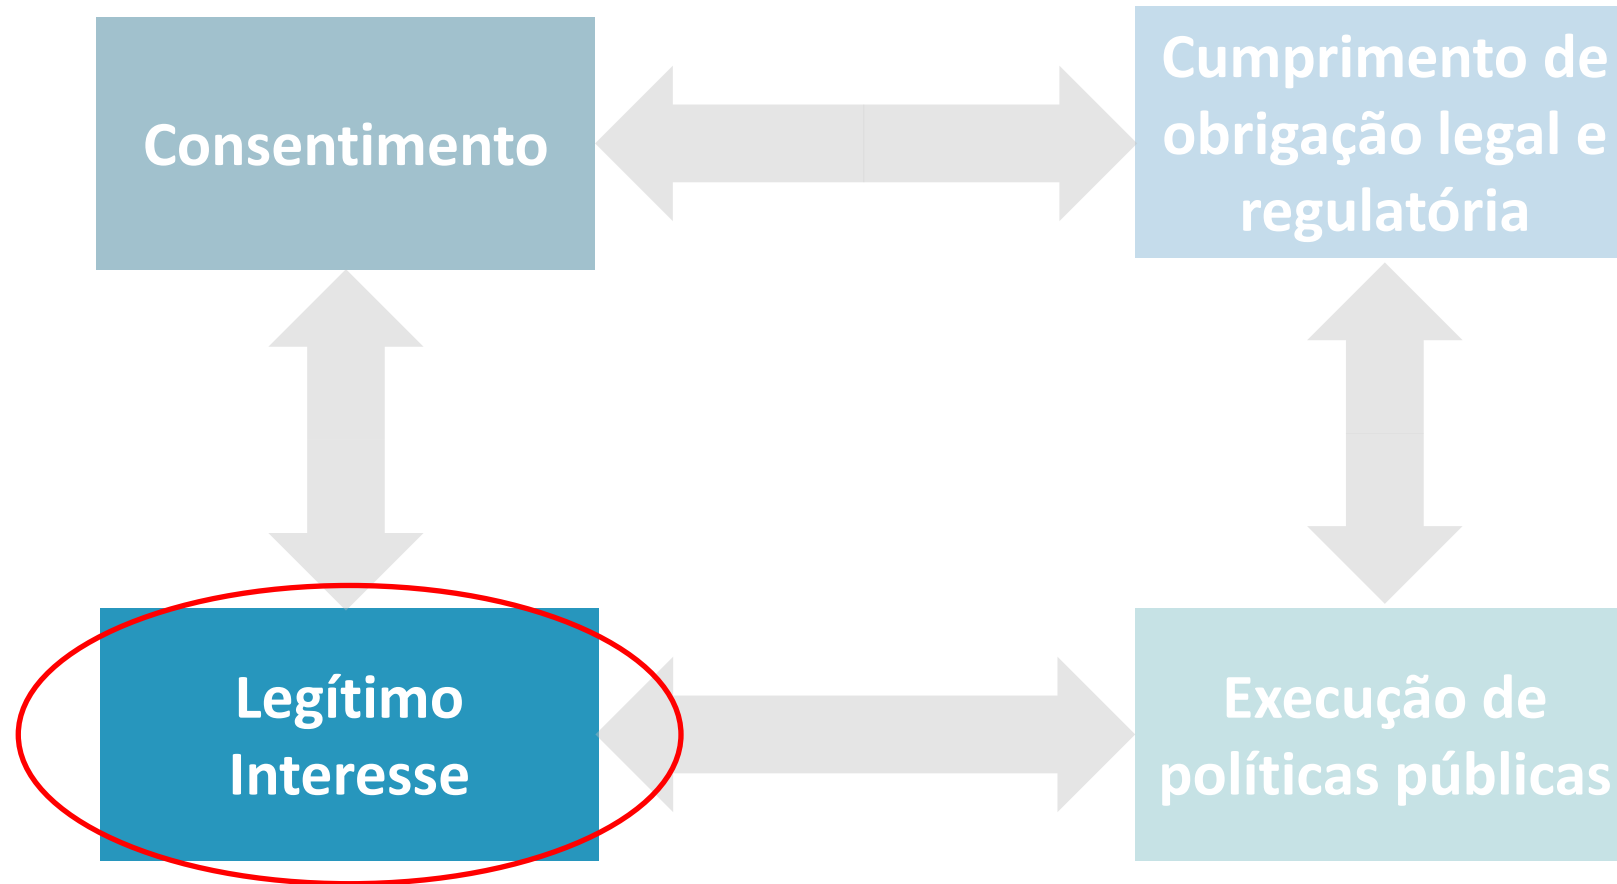 Consentimento
Cumprimento de
obrigação legal e
regulatória
Legítimo
Interesse
Execução de
políticas públicas